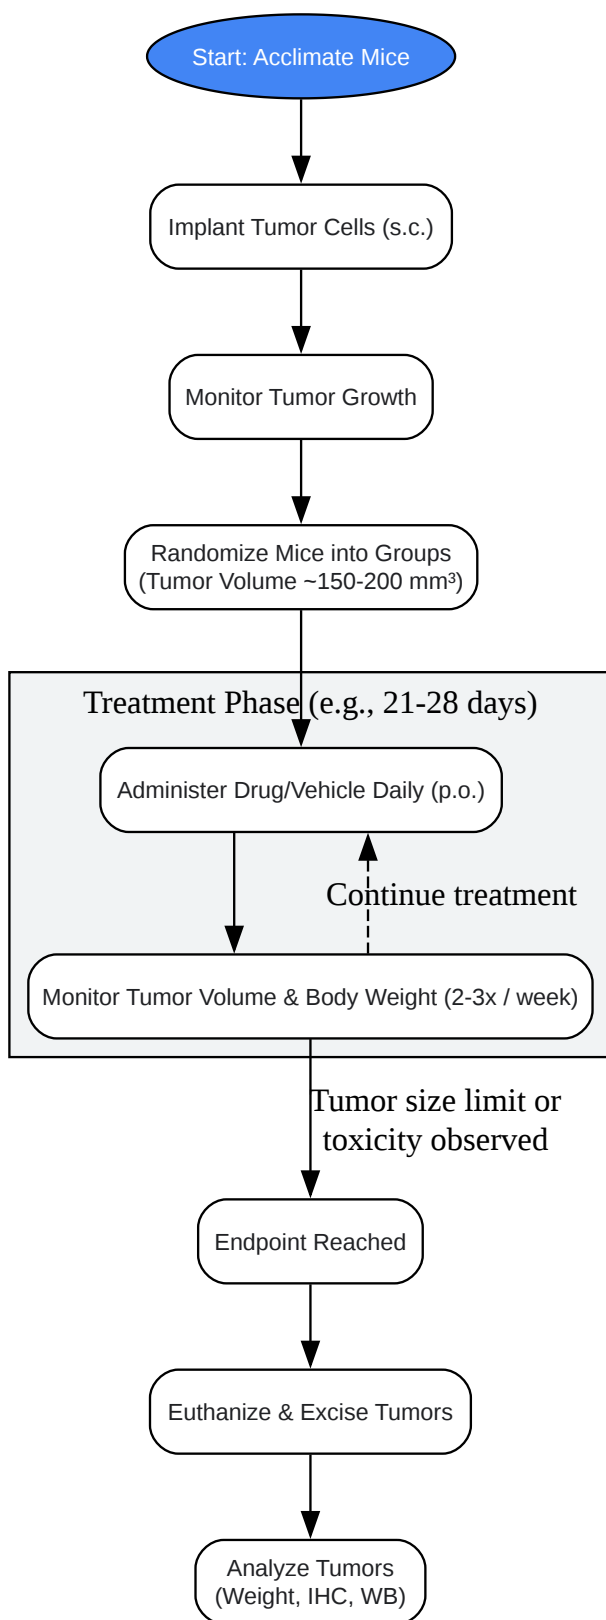 Start: Acclimate Mice
Implant Tumor Cells (s.c.)
Monitor Tumor Growth
Randomize Mice into Groups
(Tumor Volume ~150-200 mm³)
Treatment Phase (e.g., 21-28 days)
Administer Drug/Vehicle Daily (p.o.)
Continue treatment
Monitor Tumor Volume & Body Weight (2-3x / week)
Tumor size limit or
toxicity observed
Endpoint Reached
Euthanize & Excise Tumors
Analyze Tumors
(Weight, IHC, WB)